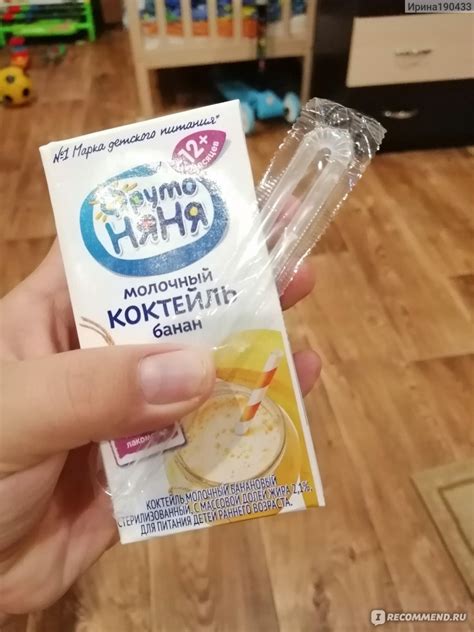 Ирина190433
№1 Марка детского питания*
12+
месяцев
ФрутоНяня
МОЛОЧНЫЙ
КОКТЕЙЛЬ
банан
КОКТЕЙЛЬ МОЛОЧНЫЙ БАНАНОВЫЙ
СТЕРИЛИЗОВАННЫЙ, С МАССОВОЙ ДОЛЕЙ ЖИРА 2,1%,
ДЛЯ ПИТАНИЯ ДЕТЕЙ РАННЕГО ВОЗРАСТА.
I RECOMMEND.RU